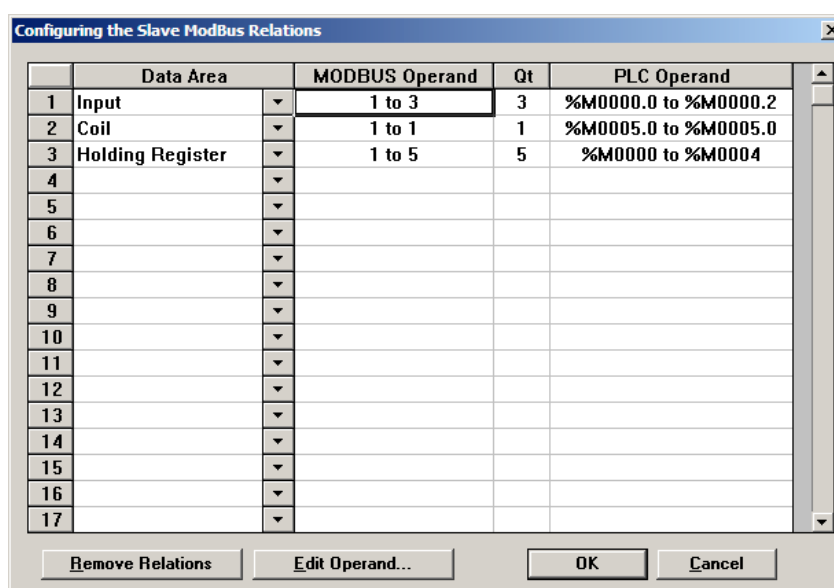 Configuring the Slave ModBus Relations
Data Area MODBUS Operand Qt PLC Operand
1 Input 1 to 3 3 %M0000.0 to %M0000.2
2 Coil 1 to 1 1 %M0005.0 to %M0005.0
3 Holding Register 1 to 5 5 %M0000 to %M0004
4
5
6
7
8
9
10
11
12
13
14
15
16
17
Remove Relations Edit Operand... OK Cancel